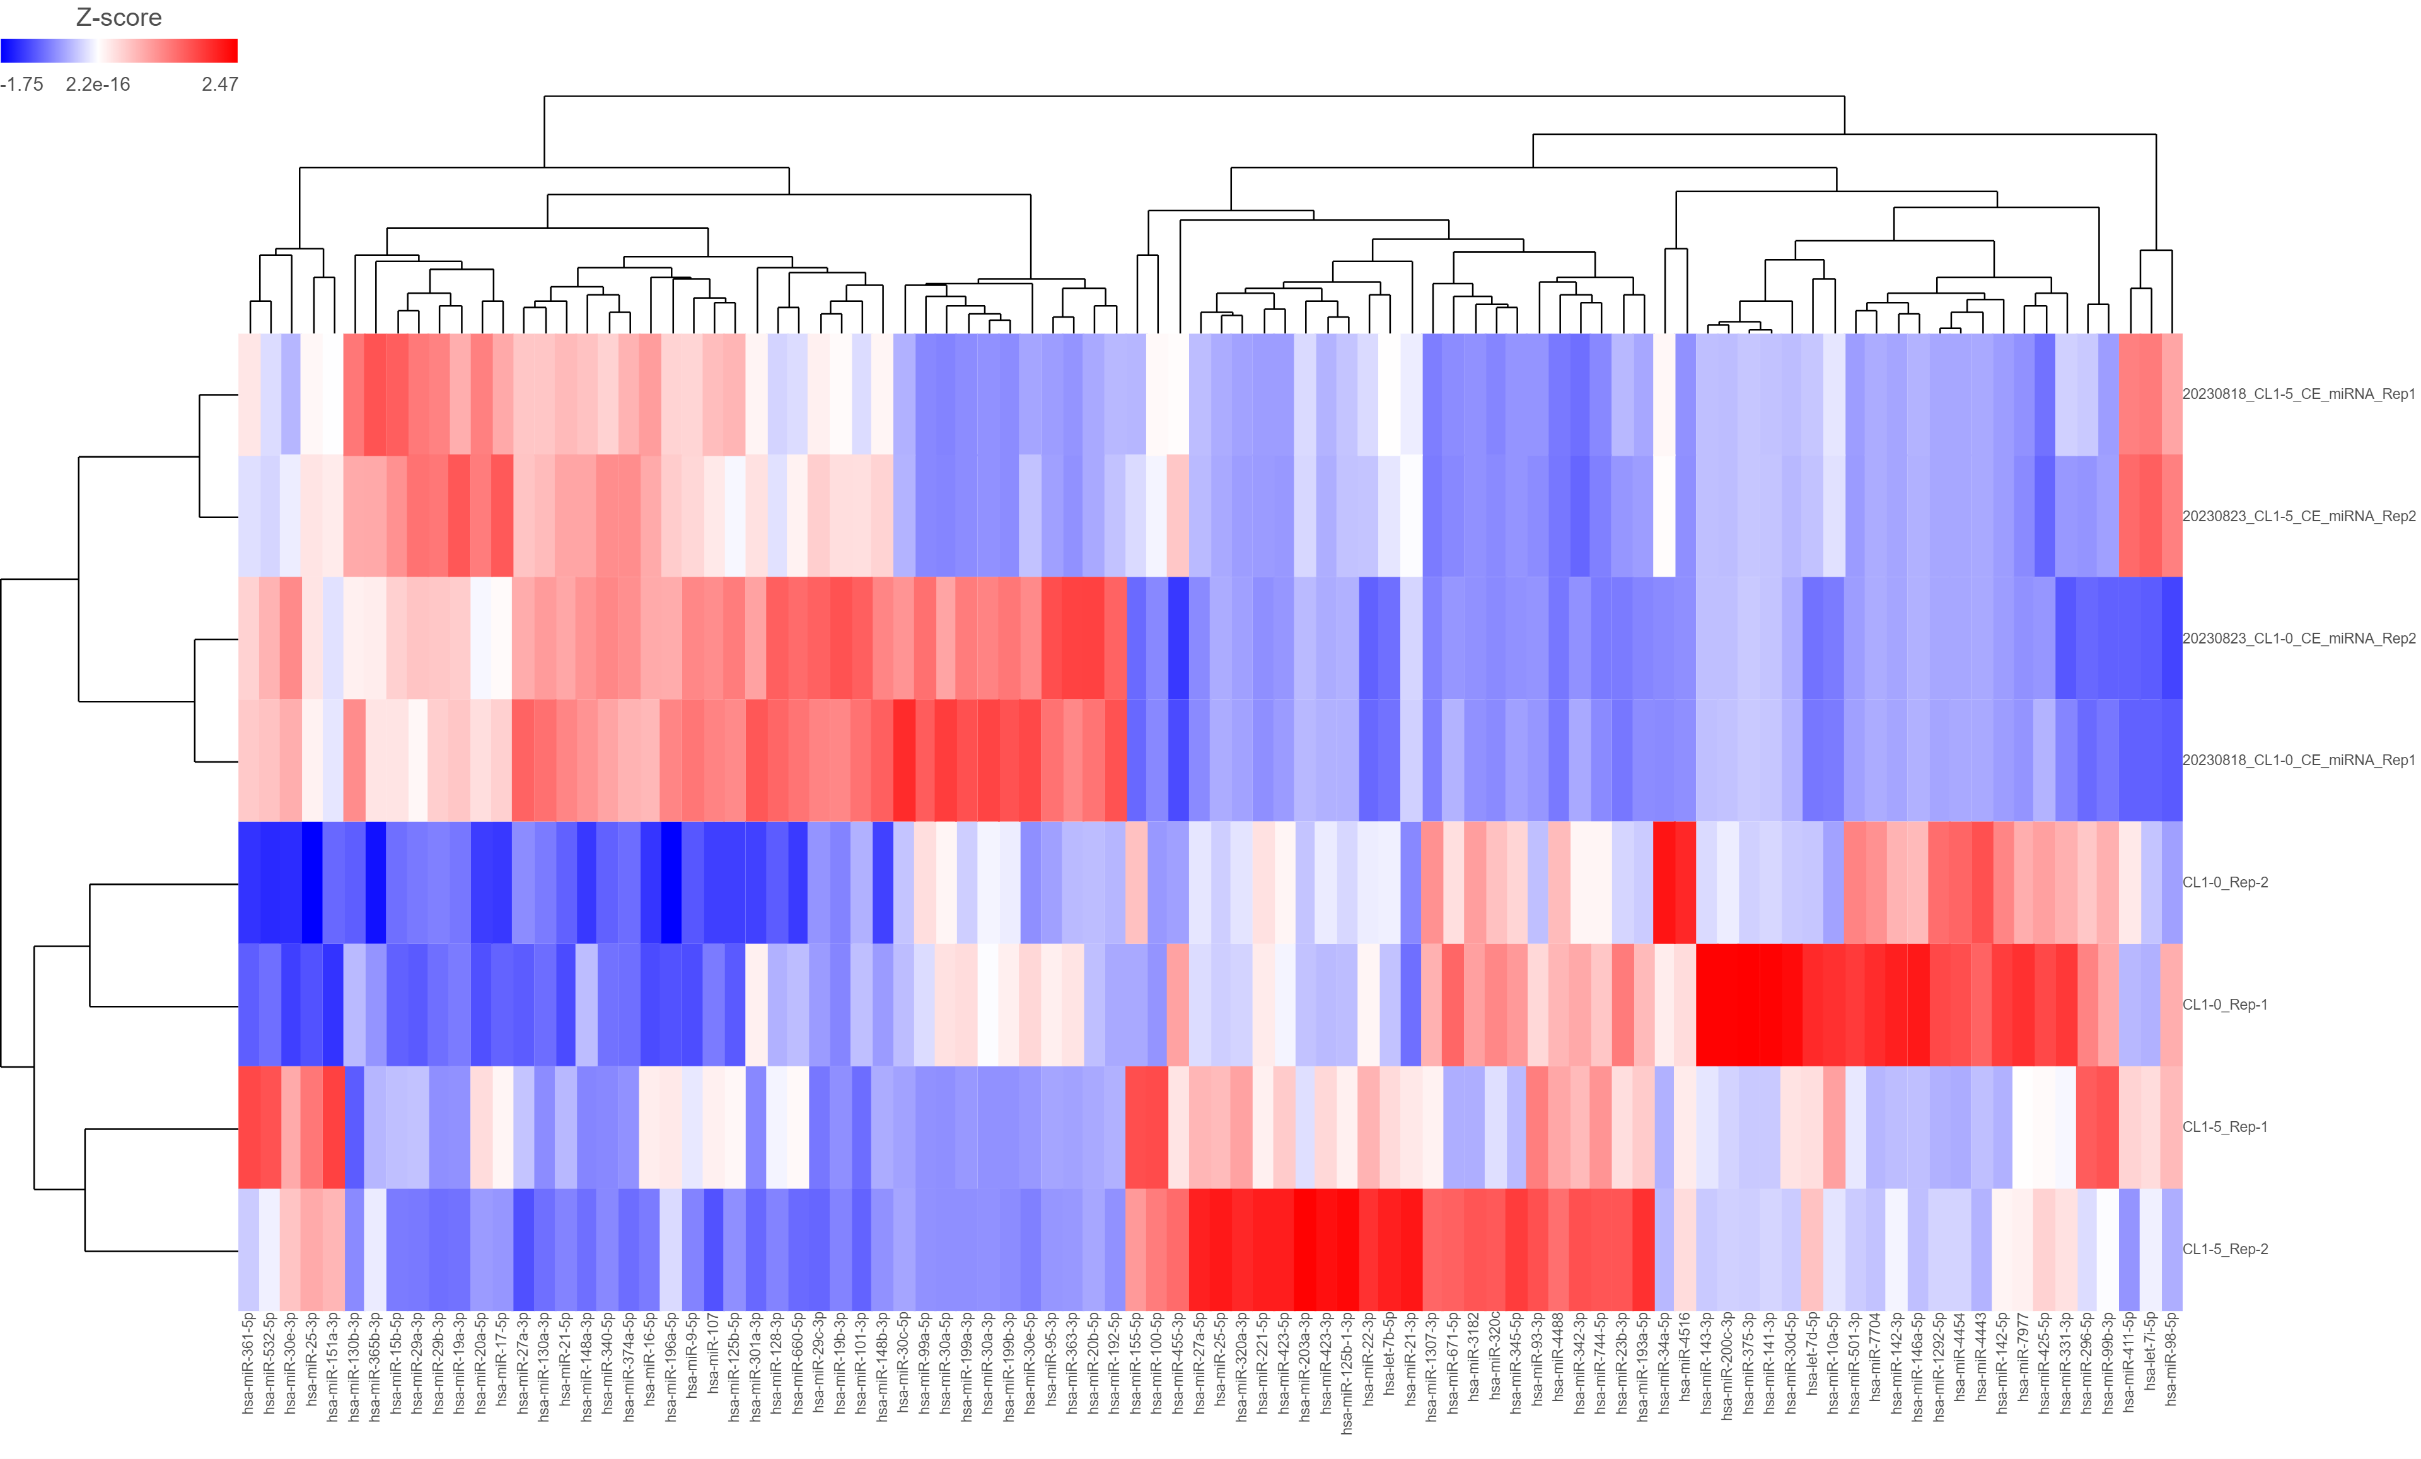 Z-score
-1.75 2.2e-16 2.47
20230818_CL1-5_CE_miRNA_Rep1
20230823_CL1-5_CE_miRNA_Rep2
20230823_CL1-0_CE_miRNA_Rep2
20230818_CL1-0_CE_miRNA_Rep1
CL1-0_Rep-2
CL1-0_Rep-1
CL1-5_Rep-1
CL1-5_Rep-2
hsa-miR-361-5p
hsa-miR-532-5p
hsa-miR-30e-3p
hsa-miR-25-3p
hsa-miR-151a-3p
hsa-miR-130b-3p
hsa-miR-365b-3p
hsa-miR-15b-5p
hsa-miR-29a-3p
hsa-miR-29b-3p
hsa-miR-19a-3p
hsa-miR-20a-5p
hsa-miR-17-5p
hsa-miR-27a-3p
hsa-miR-130a-3p
hsa-miR-21-5p
hsa-miR-148a-3p
hsa-miR-340-5p
hsa-miR-374a-5p
hsa-miR-16-5p
hsa-miR-196a-5p
hsa-miR-9-5p
hsa-miR-107
hsa-miR-125b-5p
hsa-miR-301a-3p
hsa-miR-128-3p
hsa-miR-660-5p
hsa-miR-29c-3p
hsa-miR-19b-3p
hsa-miR-101-3p
hsa-miR-148b-3p
hsa-miR-30c-5p
hsa-miR-99a-5p
hsa-miR-30a-5p
hsa-miR-199a-3p
hsa-miR-30a-3p
hsa-miR-199b-3p
hsa-miR-30e-5p
hsa-miR-95-3p
hsa-miR-363-3p
hsa-miR-20b-5p
hsa-miR-192-5p
hsa-miR-155-5p
hsa-miR-100-5p
hsa-miR-455-3p
hsa-miR-27a-5p
hsa-miR-225-5p
hsa-miR-320a-3p
hsa-miR-221-5p
hsa-miR-423-5p
hsa-miR-203a-3p
hsa-miR-423-3p
hsa-miR-125b-1-3p
hsa-miR-22-3p
hsa-let-7b-5p
hsa-miR-21-3p
hsa-miR-1307-3p
hsa-miR-671-5p
hsa-miR-3182
hsa-miR-320c
hsa-miR-345-5p
hsa-miR-93-3p
hsa-miR-4488
hsa-miR-342-3p
hsa-miR-744-5p
hsa-miR-23b-3p
hsa-miR-193a-5p
hsa-miR-34a-5p
hsa-miR-4516
hsa-miR-143-3p
hsa-miR-200c-3p
hsa-miR-375-3p
hsa-miR-141-3p
hsa-miR-30d-5p
hsa-let-7d-5p
hsa-miR-10a-5p
hsa-miR-501-3p
hsa-miR-7704
hsa-miR-142-3p
hsa-miR-146a-5p
hsa-miR-1292-5p
hsa-miR-4454
hsa-miR-4443
hsa-miR-142-5p
hsa-miR-7977
hsa-miR-425-5p
hsa-miR-331-3p
hsa-miR-296-5p
hsa-miR-99b-3p
hsa-miR-411-5p
hsa-let-7i-5p
hsa-miR-98-5p